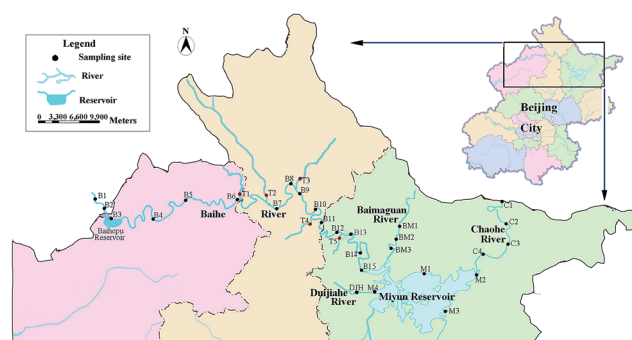 Legend
Sampling site
River
Reservoir
0 3,300 6,600 9,900
Meters
N
Beijing
City
B1
B2
B3
Baihepu
Reservoir
B4
B5
Baihe
B6
T1
T2
River
B7
B8
T3
B9
B10
T4
B11
B12
T5
B13
B14
B15
Baimaguan
River
BM1
BM2
BM3
C1
C2
Chaohe
River
C3
C4
M1
M2
Duijiahe
River
DJH
M4
Miyun Reservoir
M3